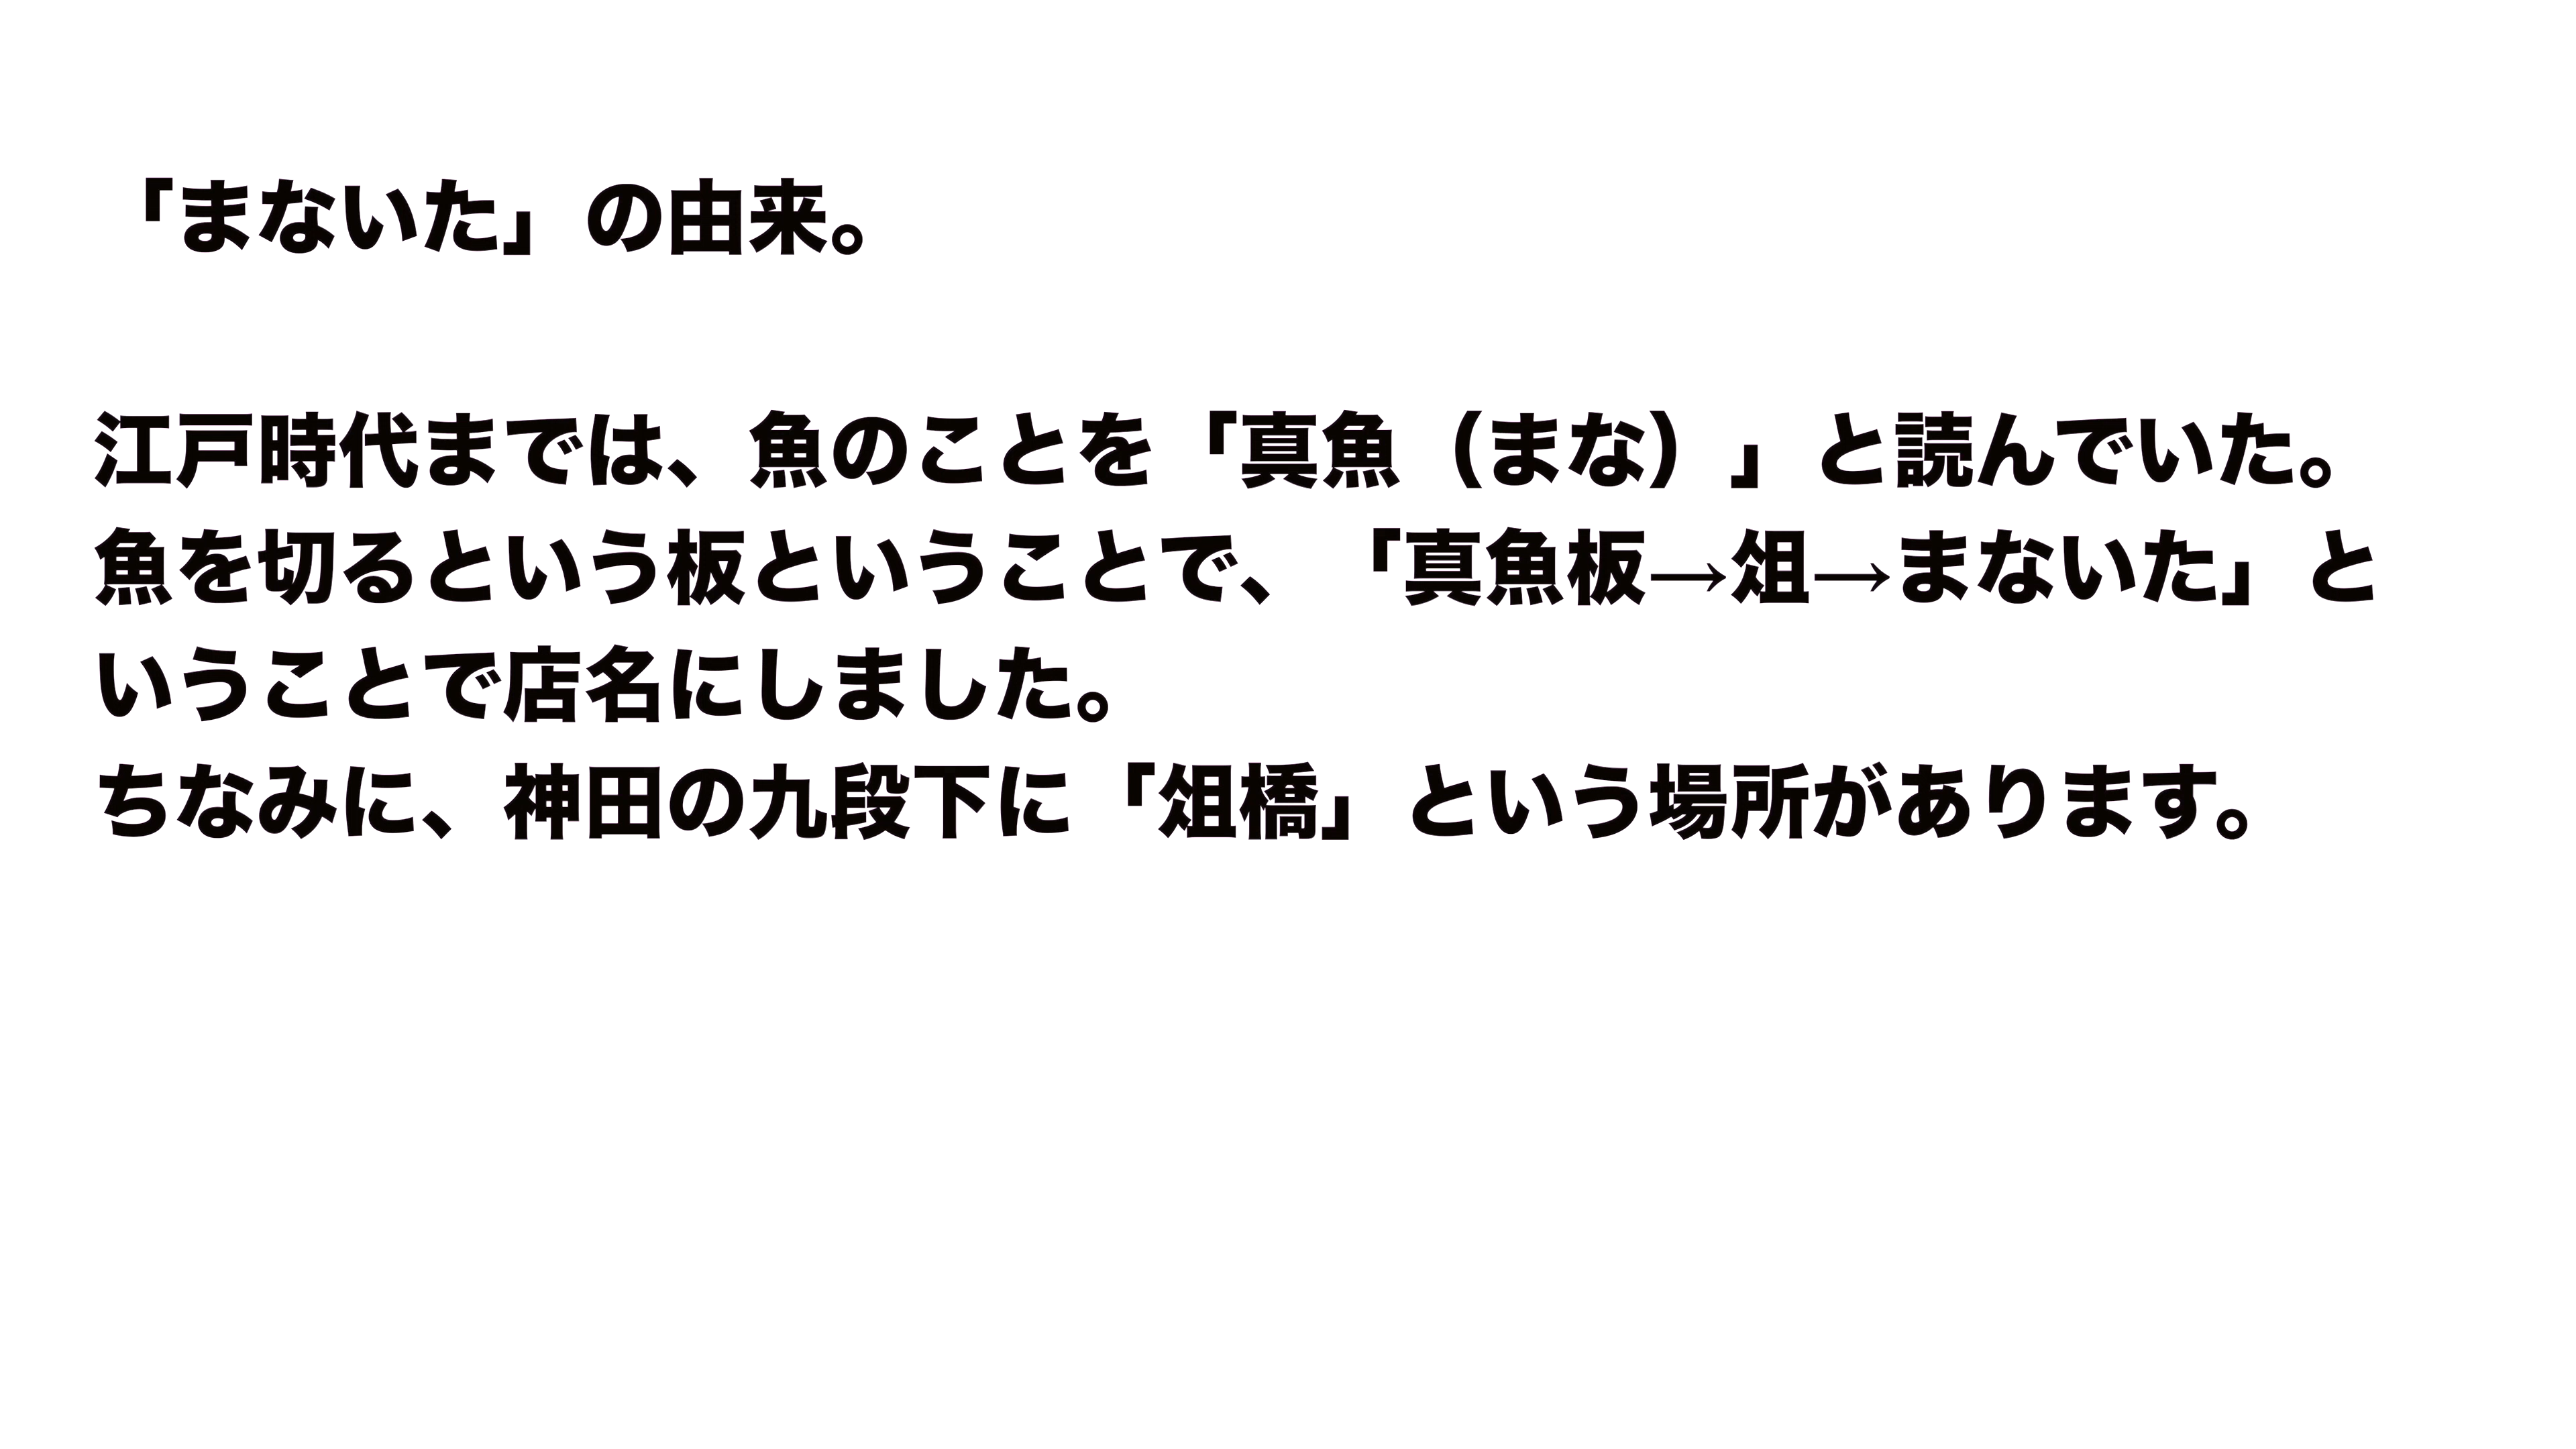 「まないた」の由来。
江戸時代までは、魚のことを「真魚（まな）」と読んでいた。
魚を切るという板ということで、「真魚板→俎→まないた」と
いうことで店名にしました。
ちなみに、神田の九段下に「俎橋」という場所があります。